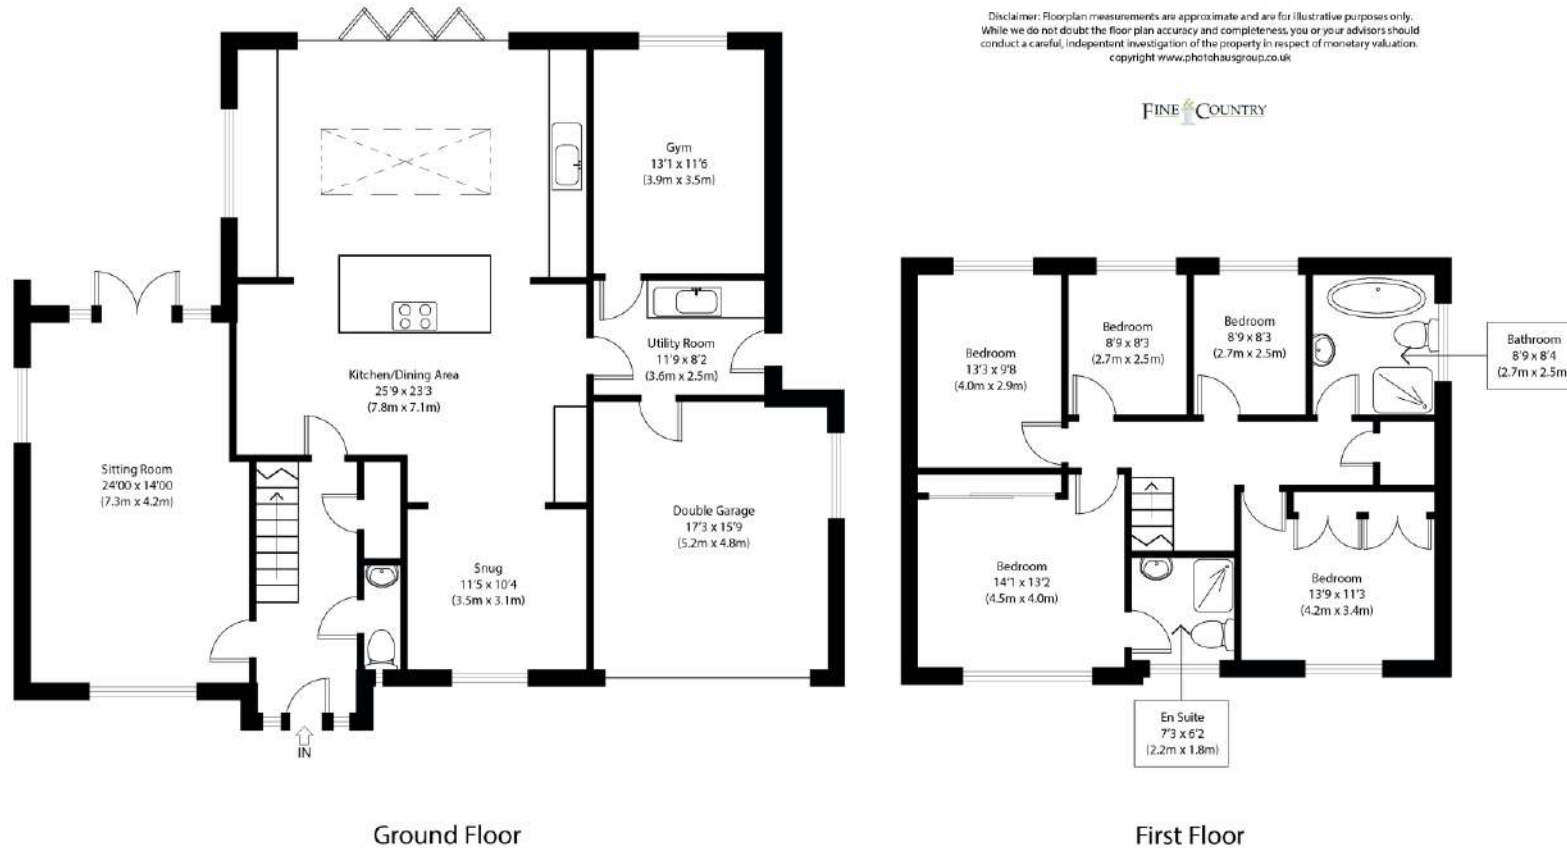 Disclaimer: Floorplan measurements are approximate and are for illustrative purposes only.
While we do not doubt the floor plan accuracy and completeness, you or your advisors should
conduct a careful, indepentent investigation of the property in respect of monetary valuation.
copyright www.photohausgroup.co.uk
FINE COUNTRY
Gym
13'1 x 11'6
(3.9m x 3.5m)
Utility Room
11'9 x 8'2
(3.6m x 2.5m)
Kitchen/Dining Area
25'9 x 23'3
(7.8m x 7.1m)
Sitting Room
24'00 x 14'00
(7.3m x 4.2m)
Double Garage
17'3 x 15'9
(5.2m x 4.8m)
Snug
11'5 x 10'4
(3.5m x 3.1m)
IN
Ground Floor
Bedroom
13'3 x 9'8
(4.0m x 2.9m)
Bedroom
8'9 x 8'3
(2.7m x 2.5m)
Bedroom
8'9 x 8'3
(2.7m x 2.5m)
Bathroom
8'9 x 8'4
(2.7m x 2.5m
Bedroom
14'1 x 13'2
(4.5m x 4.0m)
Bedroom
13'9 x 11'3
(4.2m x 3.4m)
En Suite
7'3 x 6'2
(2.2m x 1.8m)
First Floor